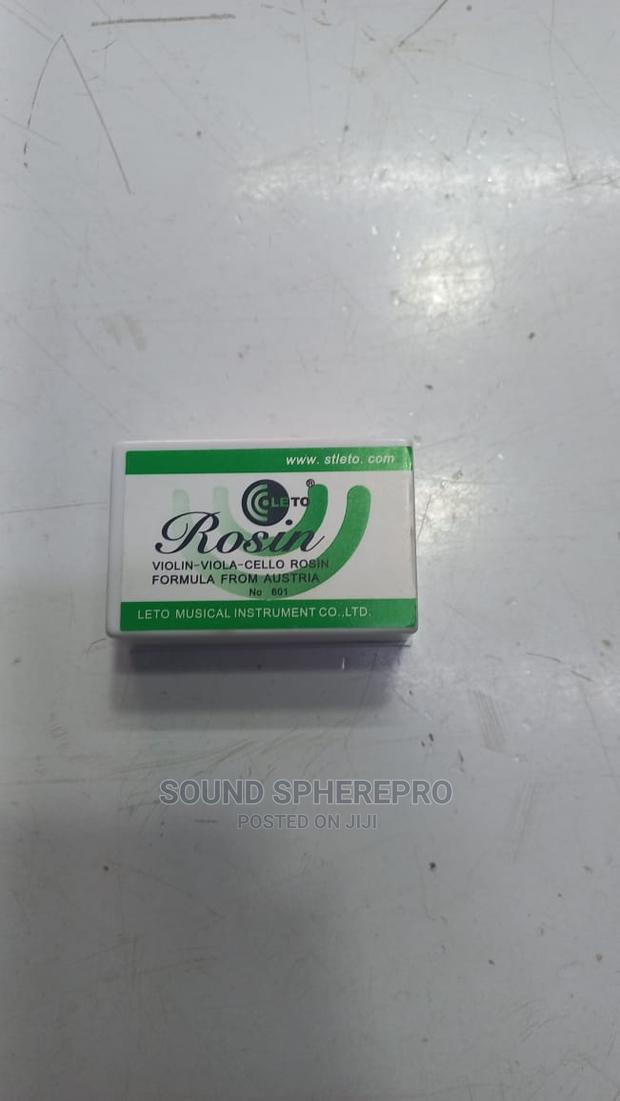 www. stleto. com
LETO®
Rosin
VIOLIN-VIOLA-CELLO ROSIN
FORMULA FROM AUSTRIA
No 601
LETO MUSICAL INSTRUMENT CO.,LTD.
SOUND SPHEREPRO
POSTED ON JIJI